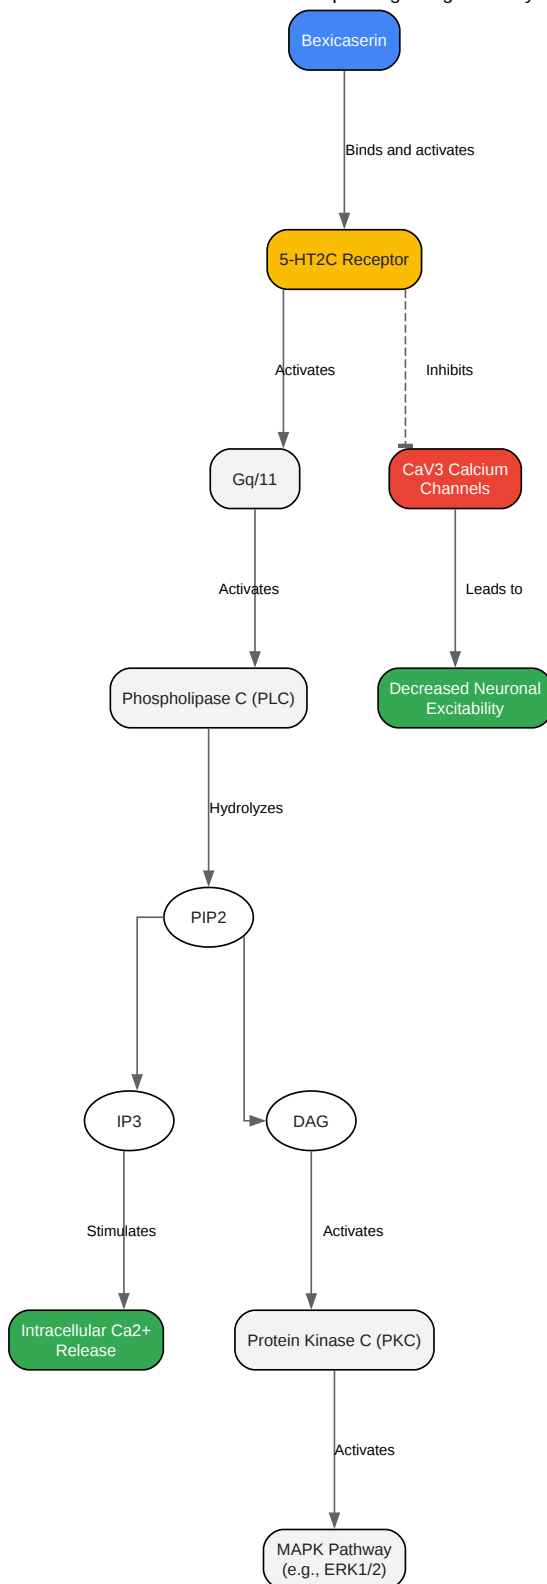 Bexicaserin
Binds and activates
5-HT2C Receptor
Activates
Inhibits
Gq/11
CaV3 Calcium
Channels
Activates
Leads to
Phospholipase C (PLC)
Decreased Neuronal
Excitability
Hydrolyzes
PIP2
IP3
DAG
Stimulates
Activates
Intracellular Ca2+
Release
Protein Kinase C (PKC)
Activates
MAPK Pathway
(e.g., ERK1/2)